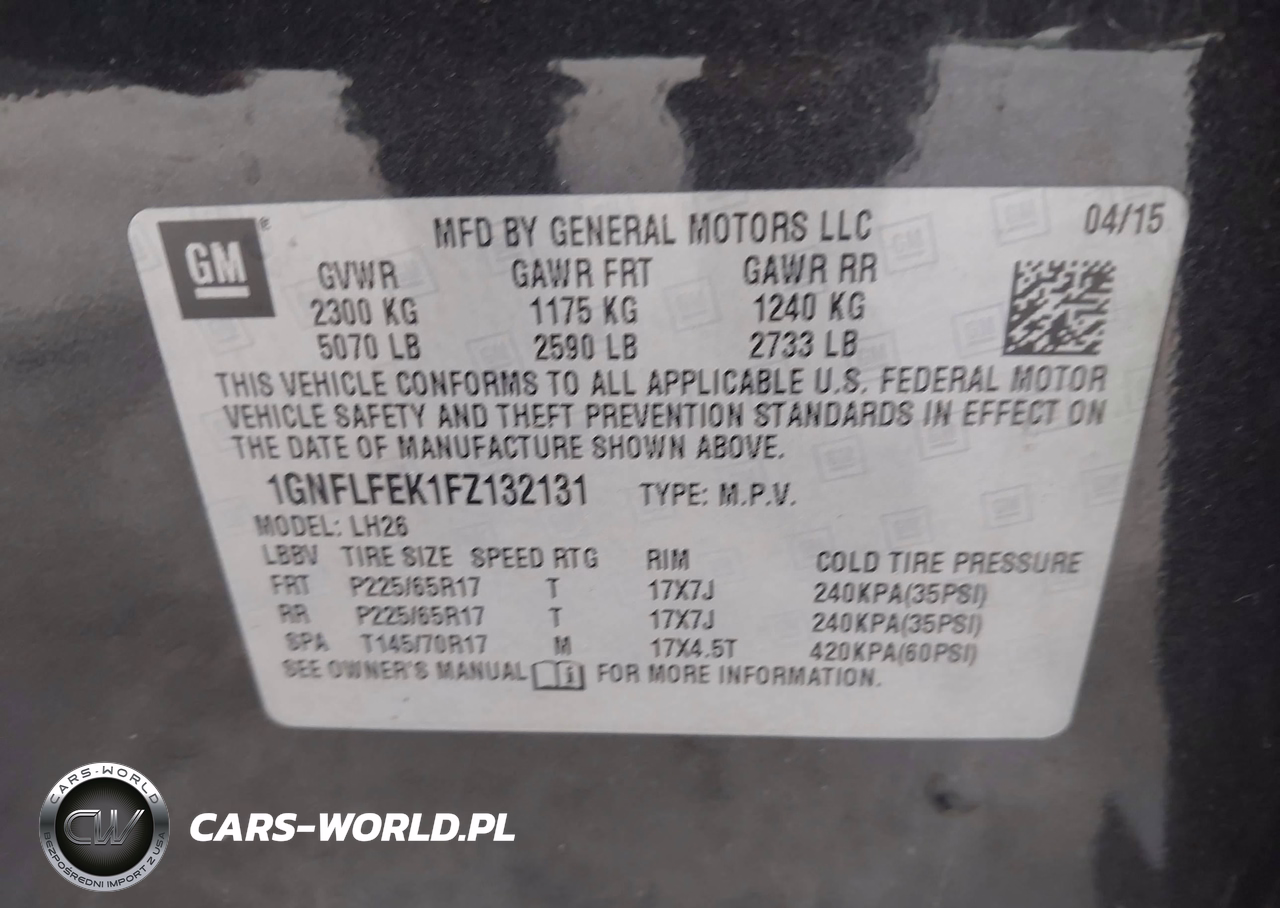 GM ® MFD BY GENERAL MOTORS LLC 04/15
GVWR GAWR FRT GAWR RR
2300 KG 1175 KG 1240 KG
5070 LB 2590 LB 2733 LB
THIS VEHICLE CONFORMS TO ALL APPLICABLE U.S. FEDERAL MOTOR
VEHICLE SAFETY AND THEFT PREVENTION STANDARDS IN EFFECT ON
THE DATE OF MANUFACTURE SHOWN ABOVE.
1GNFLFEK1FZ132131 TYPE: M.P.V.
MODEL: LH26
LBBV TIRE SIZE SPEED RTG RIM COLD TIRE PRESSURE
FRT P225/65R17 T 17X7J 240KPA(35PSI)
RR P225/65R17 T 17X7J 240KPA(35PSI)
SPA T145/70R17 M 17X4.5T 420KPA(60PSI)
SEE OWNER'S MANUAL FOR MORE INFORMATION.
CARS-WORLD
CW
BEZPOŚREDNI IMPORT Z USA
CARS-WORLD.PL